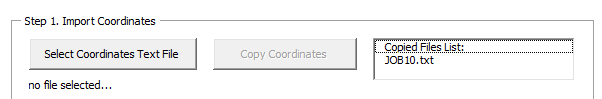 Step 1. Import Coordinates
Select Coordinates Text File
Copy Coordinates
Copied Files List:
JOB10.txt
no file selected...